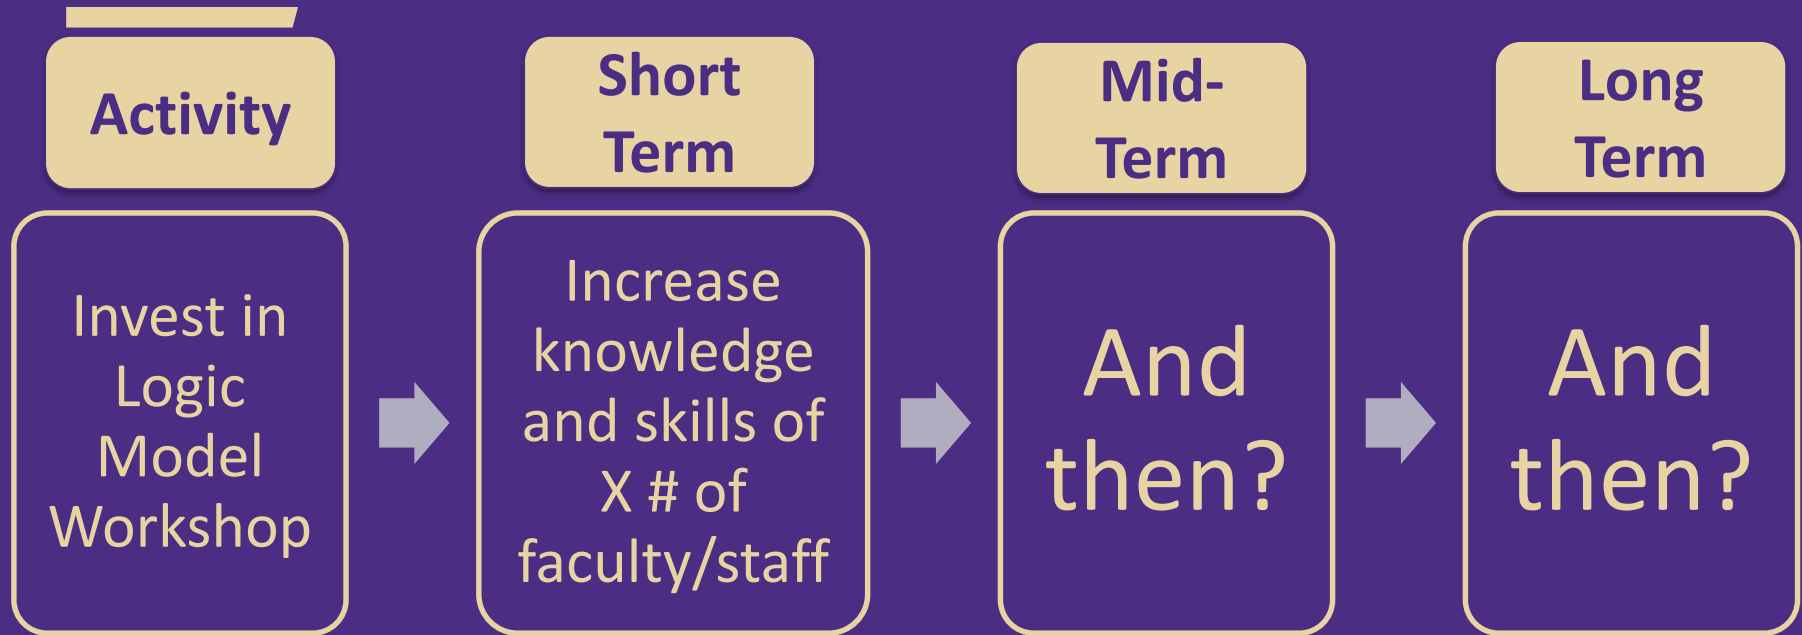 Activity
Short
Term
Mid-
Term
Long
Term
Invest in
Logic
Model
Workshop
Increase
knowledge
and skills of
X # of
faculty/staff
And
then?
And
then?